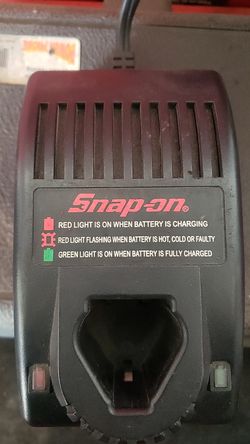 Snap-on®
RED LIGHT IS ON WHEN BATTERY IS CHARGING
RED LIGHT FLASHING WHEN BATTERY IS HOT, COLD OR FAULTY
GREEN LIGHT IS ON WHEN BATTERY IS FULLY CHARGED